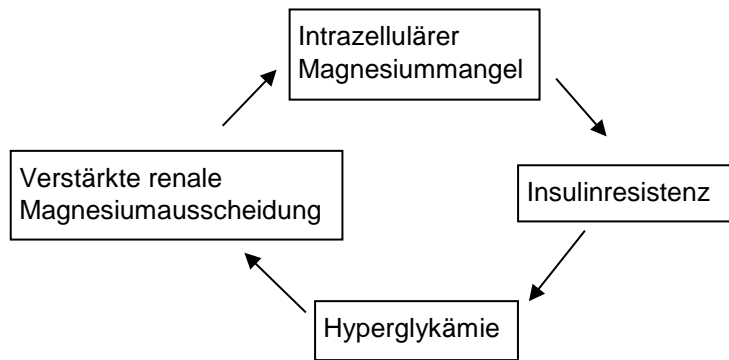 Intrazellulärer
Magnesiummangel
Verstärkte renale
Magnesiumausscheidung
Insulinresistenz
Hyperglykämie